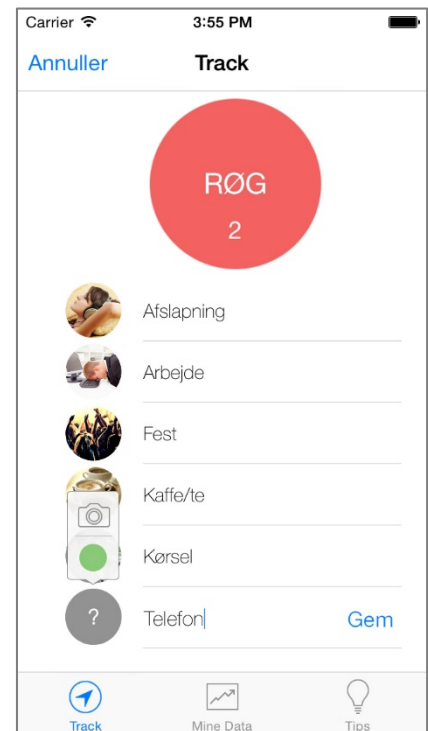 Carrier 3:55 PM
Annuller Track
RØG
2
Afslapning
Arbejde
Fest
Kaffe/te
Kørsel
? Telefon Gem
Track Mine Data Tips